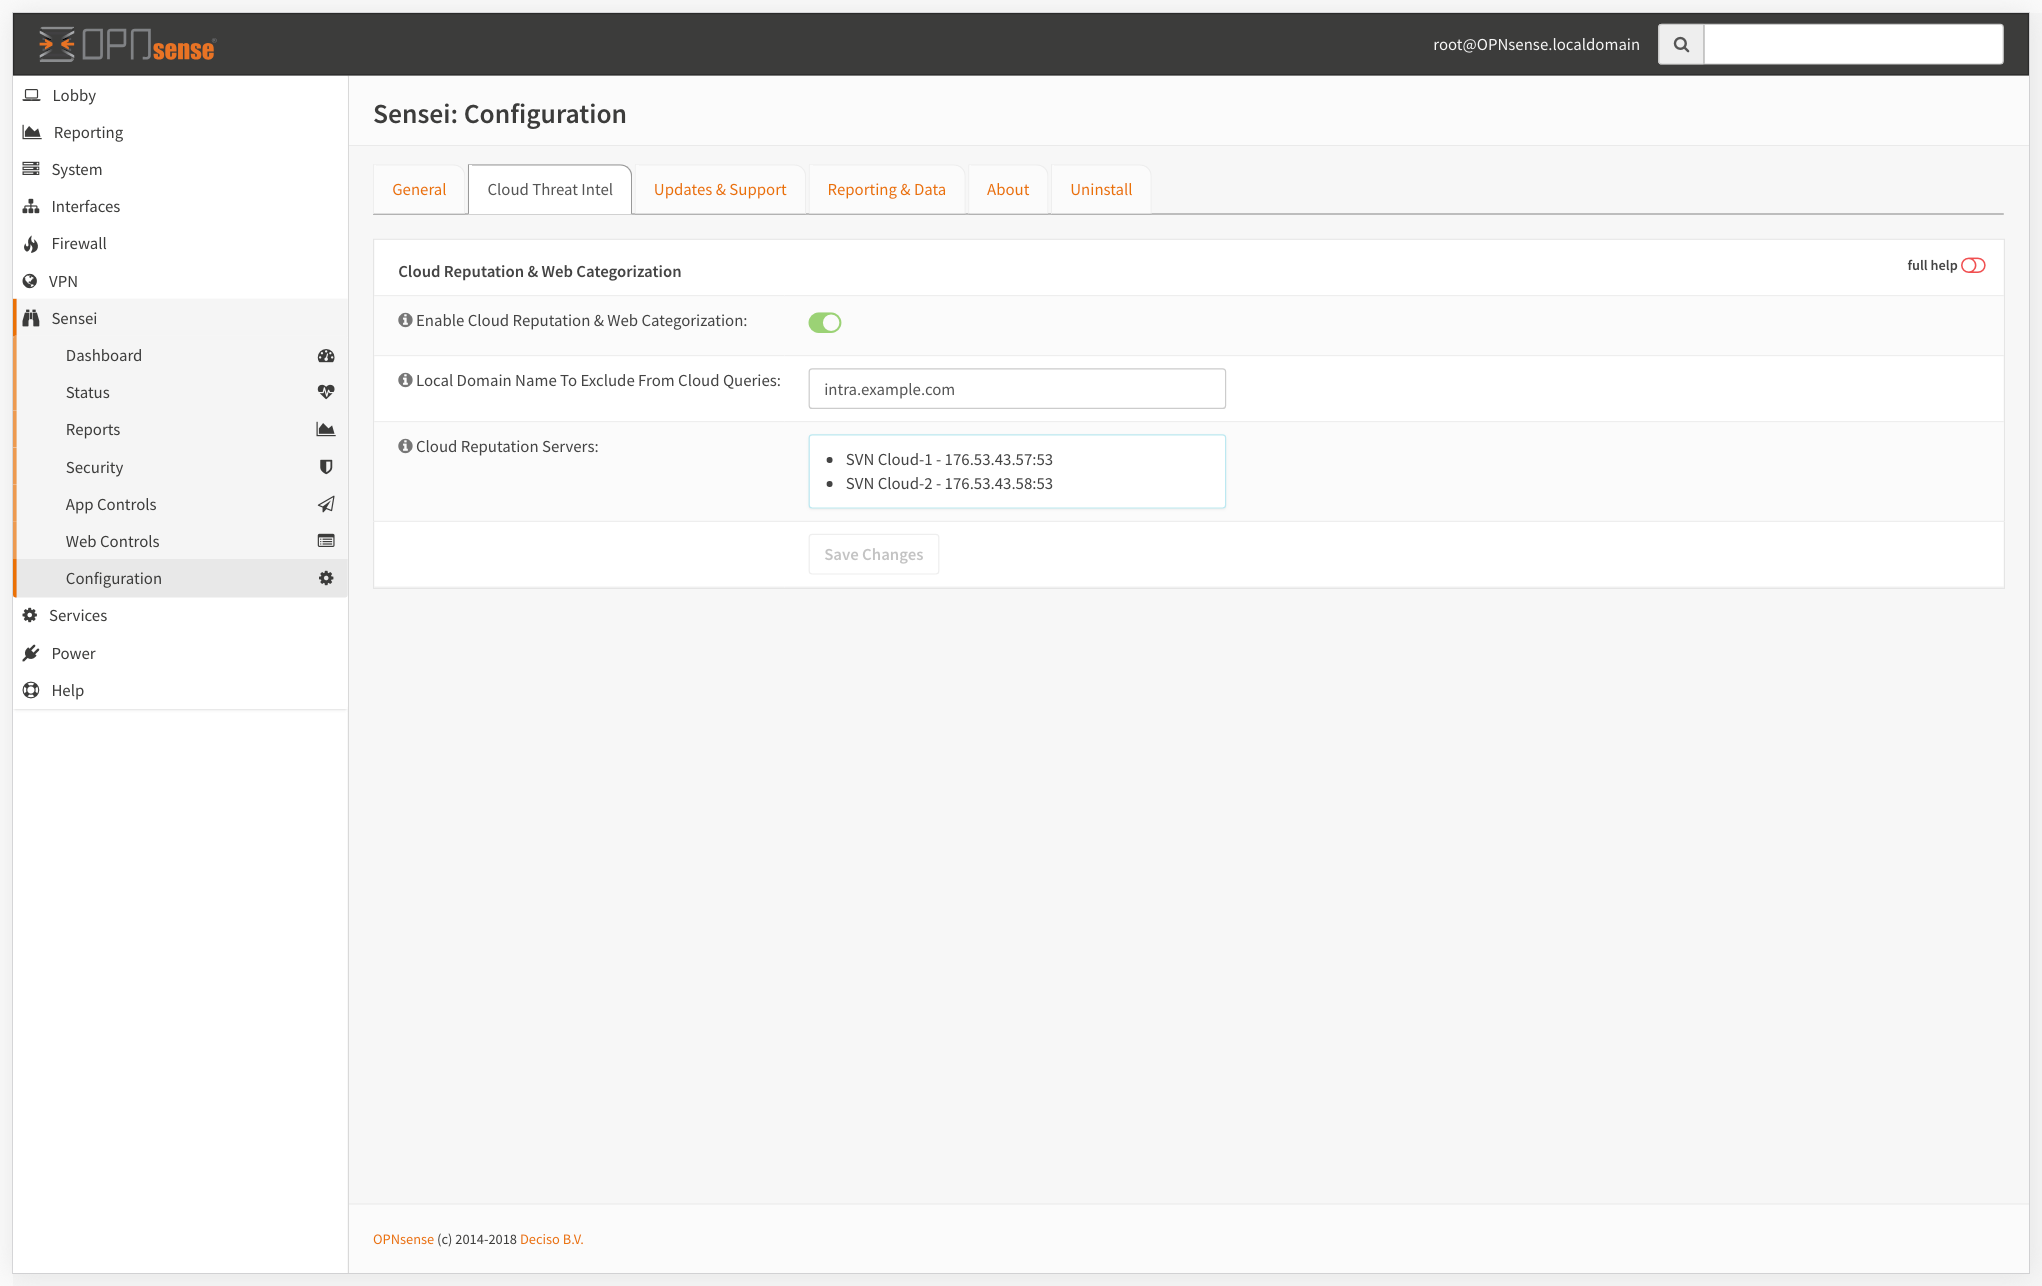 OPNsense
root@OPNsense.localdomain
Lobby
Reporting
System
Interfaces
Firewall
VPN
Sensei
Dashboard
Status
Reports
Security
App Controls
Web Controls
Configuration
Services
Power
Help
Sensei: Configuration
General
Cloud Threat Intel
Updates & Support
Reporting & Data
About
Uninstall
Cloud Reputation & Web Categorization
full help
Enable Cloud Reputation & Web Categorization:
Local Domain Name To Exclude From Cloud Queries:
intra.example.com
Cloud Reputation Servers:
SVN Cloud-1 - 176.53.43.57:53
SVN Cloud-2 - 176.53.43.58:53
Save Changes
OPNsense (c) 2014-2018 Deciso B.V.